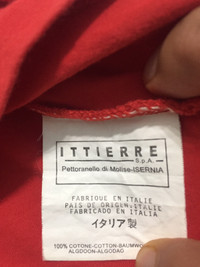 ITTIERRE
S.p.A.
Pettoranello di Molise-ISERNIA
FABRIQUE EN ITALIE
PAIS DE ORIGEN-ITALIE
FABRICADO EN ITALIA
イタリア製
100% COTONE-COTTON-BAUMWO
ALGODON-ALGODAO